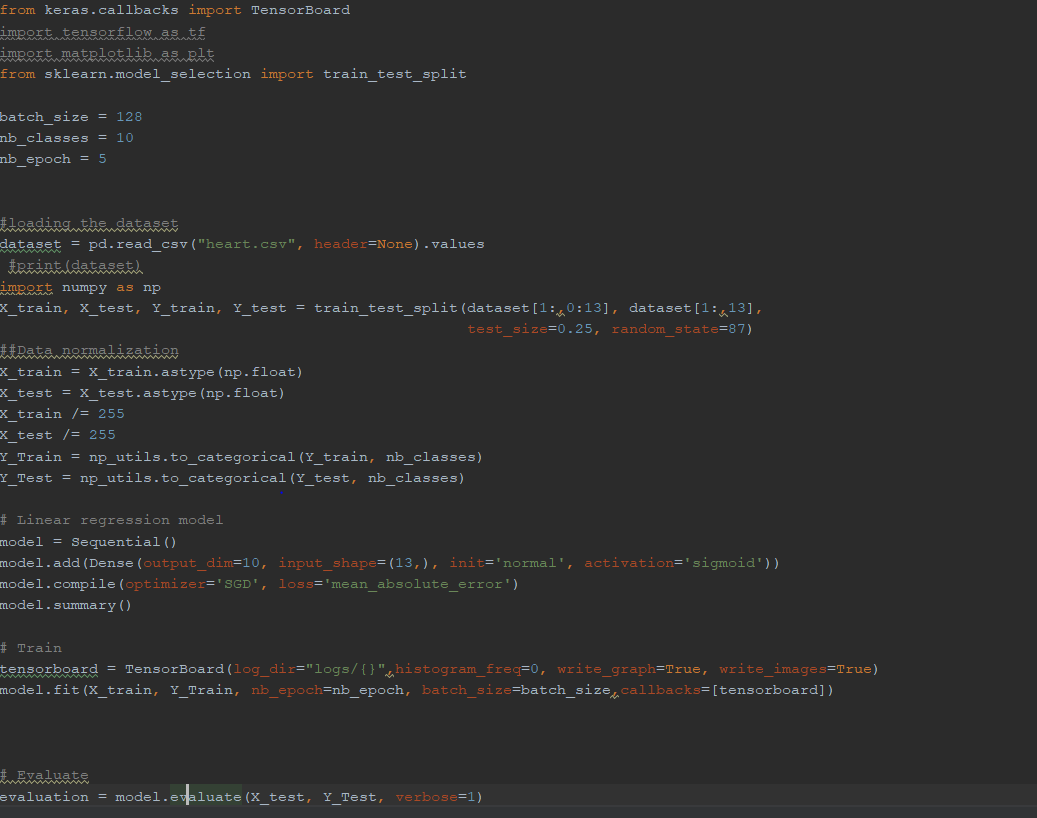 from keras.callbacks import TensorBoard
import tensorflow as tf
import matplotlib as plt
from sklearn.model_selection import train_test_split
batch_size = 128
nb_classes = 10
nb_epoch = 5
#loading the dataset
dataset = pd.read_csv("heart.csv", header=None).values
#print(dataset)
import numpy as np
X_train, X_test, Y_train, Y_test = train_test_split(dataset[1:,0:13], dataset[1:,13],
test_size=0.25, random_state=87)
##Data normalization
X_train = X_train.astype(np.float)
X_test = X_test.astype(np.float)
X_train /= 255
X_test /= 255
Y_Train = np_utils.to_categorical(Y_train, nb_classes)
Y_Test = np_utils.to_categorical(Y_test, nb_classes)
# Linear regression model
model = Sequential()
model.add(Dense(output_dim=10, input_shape=(13,), init='normal', activation='sigmoid'))
model.compile(optimizer='SGD', loss='mean_absolute_error')
model.summary()
# Train
tensorboard = TensorBoard(log_dir="logs/{}",histogram_freq=0, write_graph=True, write_images=True)
model.fit(X_train, Y_Train, nb_epoch=nb_epoch, batch_size=batch_size,callbacks=[tensorboard])
# Evaluate
evaluation = model.evaluate(X_test, Y_Test, verbose=1)